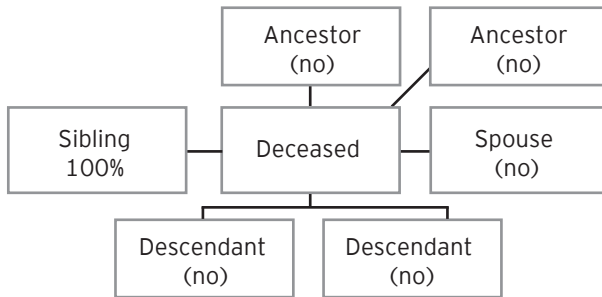 Ancestor
(no)
Ancestor
(no)
Sibling
100%
Deceased
Spouse
(no)
Descendant
(no)
Descendant
(no)